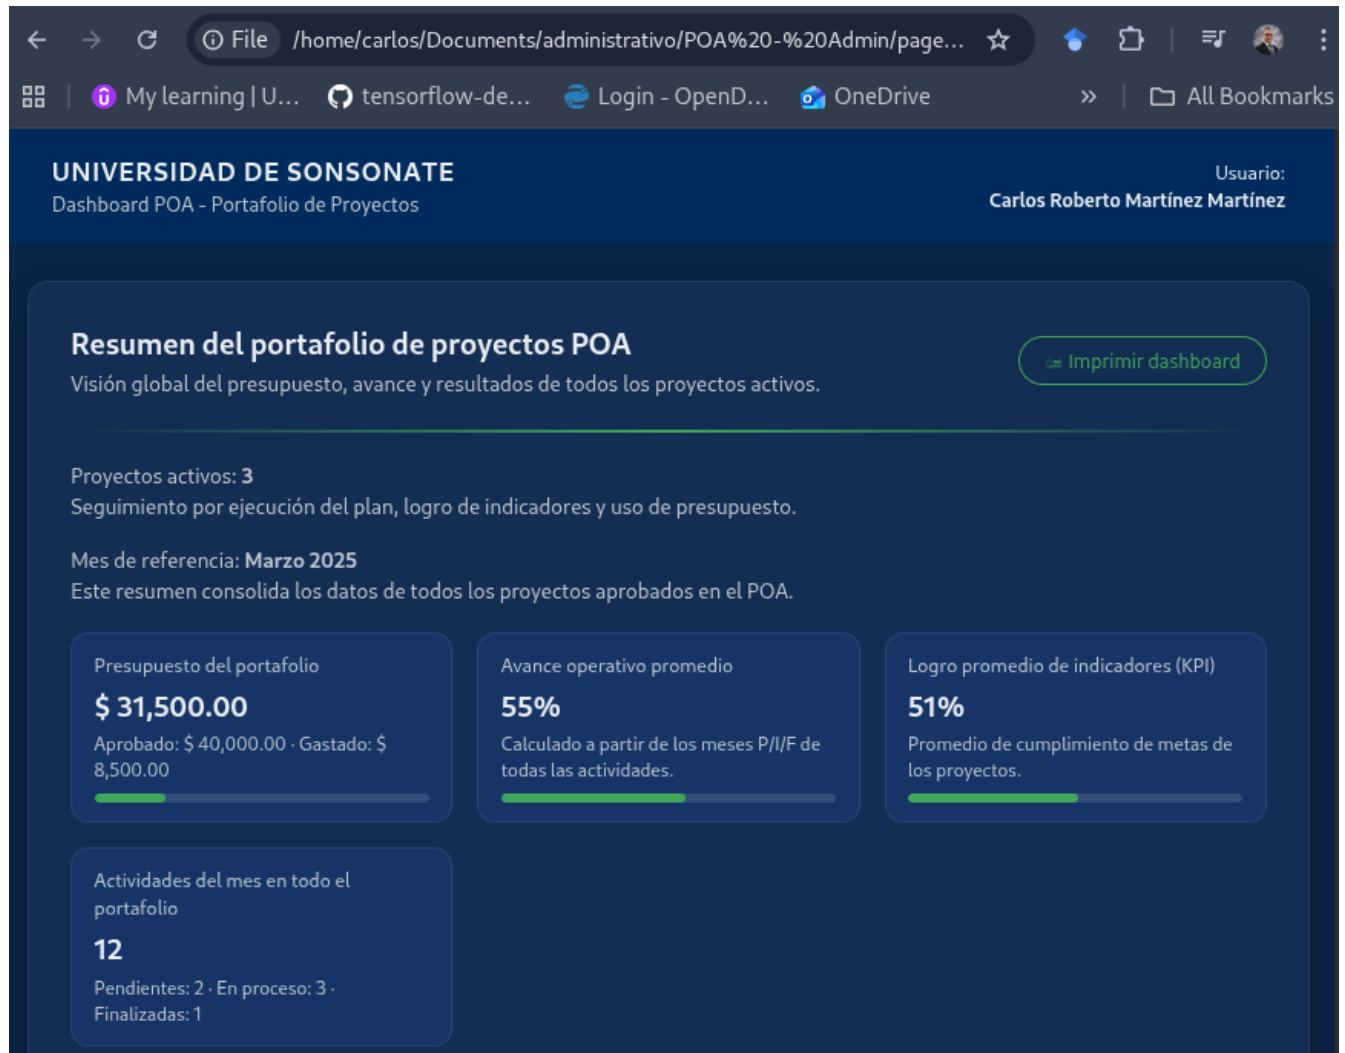 File /home/carlos/Documents/administrativo/POA%20-%20Admin/page...
My learning | U... tensorflow-de... Login - OpenD... OneDrive » All Bookmarks
UNIVERSIDAD DE SONSONATE
Dashboard POA - Portafolio de Proyectos
Usuario:
Carlos Roberto Martínez Martínez
Resumen del portafolio de proyectos POA
Visión global del presupuesto, avance y resultados de todos los proyectos activos.
Imprimir dashboard
Proyectos activos: 3
Seguimiento por ejecución del plan, logro de indicadores y uso de presupuesto.
Mes de referencia: Marzo 2025
Este resumen consolida los datos de todos los proyectos aprobados en el POA.
Presupuesto del portafolio
$ 31,500.00
Aprobado: $ 40,000.00 · Gastado: $
8,500.00
Avance operativo promedio
55%
Calculado a partir de los meses P/I/F de
todas las actividades.
Logro promedio de indicadores (KPI)
51%
Promedio de cumplimiento de metas de
los proyectos.
Actividades del mes en todo el
portafolio
12
Pendientes: 2 · En proceso: 3 ·
Finalizadas: 1